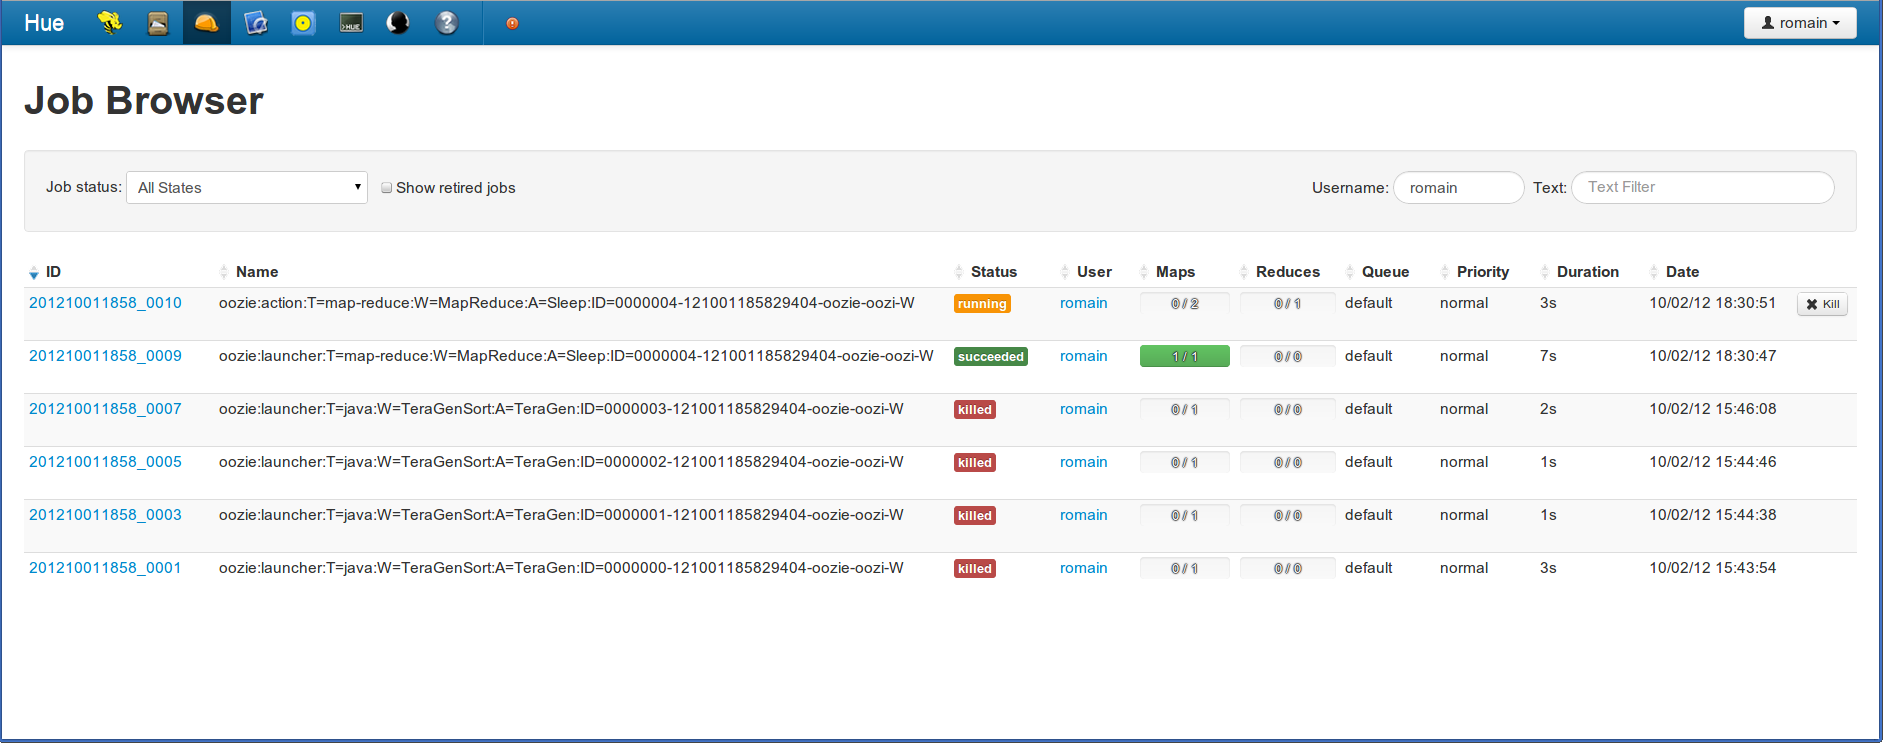 Hue >HUE romain
Job Browser
Job status: All States Show retired jobs Username: romain Text: Text Filter
ID Name Status User Maps Reduces Queue Priority Duration Date
201210011858_0010 oozie:action:T=map-reduce:W=MapReduce:A=Sleep:ID=0000004-121001185829404-oozie-oozi-W running romain 0 / 2 0 / 1 default normal 3s 10/02/12 18:30:51 Kill
201210011858_0009 oozie:launcher:T=map-reduce:W=MapReduce:A=Sleep:ID=0000004-121001185829404-oozie-oozi-W succeeded romain 1 / 1 0 / 0 default normal 7s 10/02/12 18:30:47
201210011858_0007 oozie:launcher:T=java:W=TeraGenSort:A=TeraGen:ID=0000003-121001185829404-oozie-oozi-W killed romain 0 / 1 0 / 0 default normal 2s 10/02/12 15:46:08
201210011858_0005 oozie:launcher:T=java:W=TeraGenSort:A=TeraGen:ID=0000002-121001185829404-oozie-oozi-W killed romain 0 / 1 0 / 0 default normal 1s 10/02/12 15:44:46
201210011858_0003 oozie:launcher:T=java:W=TeraGenSort:A=TeraGen:ID=0000001-121001185829404-oozie-oozi-W killed romain 0 / 1 0 / 0 default normal 1s 10/02/12 15:44:38
201210011858_0001 oozie:launcher:T=java:W=TeraGenSort:A=TeraGen:ID=0000000-121001185829404-oozie-oozi-W killed romain 0 / 1 0 / 0 default normal 3s 10/02/12 15:43:54